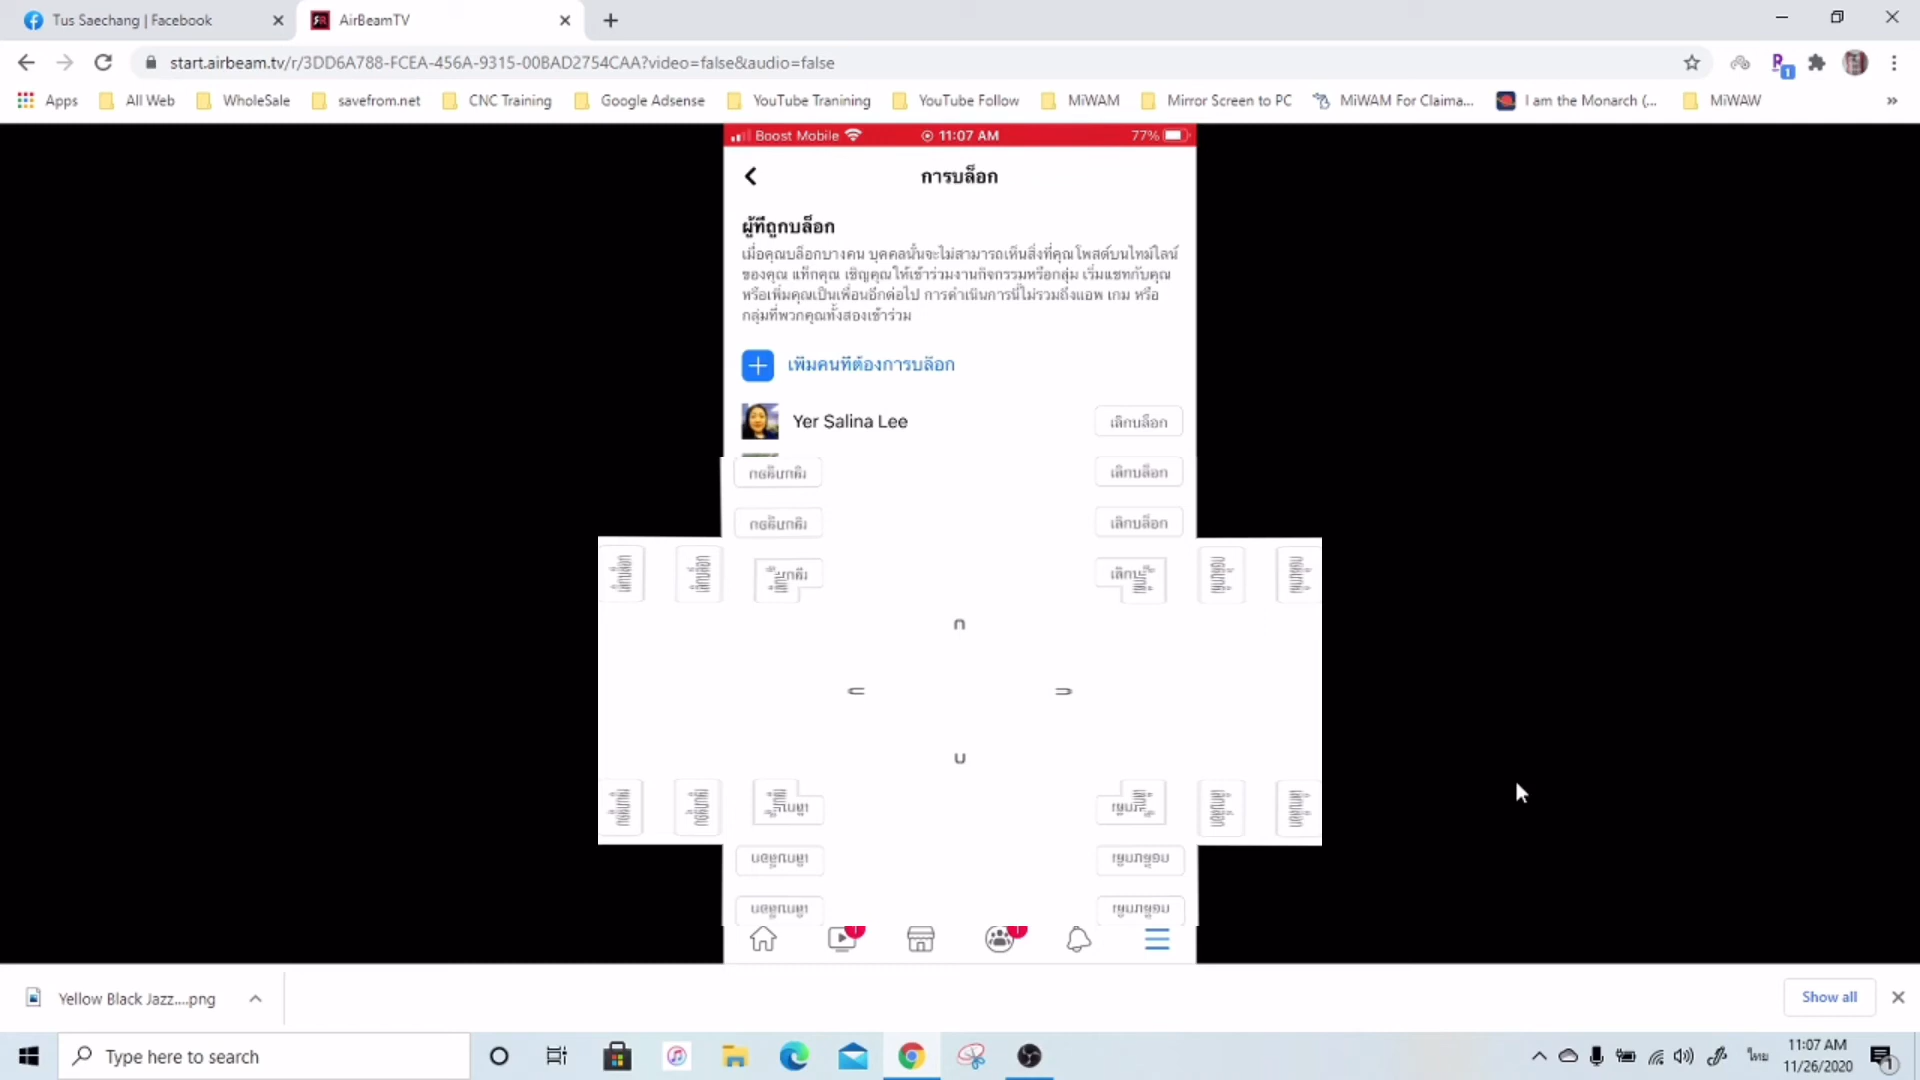 Tus Saechang | Facebook
AirBeamTV
start.airbeam.tv/r/3DD6A788-FCEA-456A-9315-00BAD2754CAA?video=false&audio=false
Apps All Web WholeSale savefrom.net CNC Training Google Adsense YouTube Tranining YouTube Follow MiWAM Mirror Screen to PC MiWAM For Claima... I am the Monarch (... MiWAW »
Boost Mobile 11:07 AM 77%
การบล็อก
ผู้ที่ถูกบล็อก
เมื่อคุณบล็อกบางคน บุคคลนั้นจะไม่สามารถเห็นสิ่งที่คุณโพสต์บนไทม์ไลน์
ของคุณ แท็กคุณ เชิญคุณให้เข้าร่วมงานกิจกรรมหรือกลุ่ม เริ่มแชทกับคุณ
หรือเพิ่มคุณเป็นเพื่อนอีกต่อไป การดำเนินการนี้ไม่รวมถึงแอพ เกม หรือ
กลุ่มที่พวกคุณทั้งสองเข้าร่วม
เพิ่มคนที่ต้องการบล็อก
Yer Salina Lee เลิกบล็อก
เลิกบล็อก
เลิกบล็อก
Yellow Black Jazz....png
Show all
Type here to search
ไทย
11:07 AM
11/26/2020
1